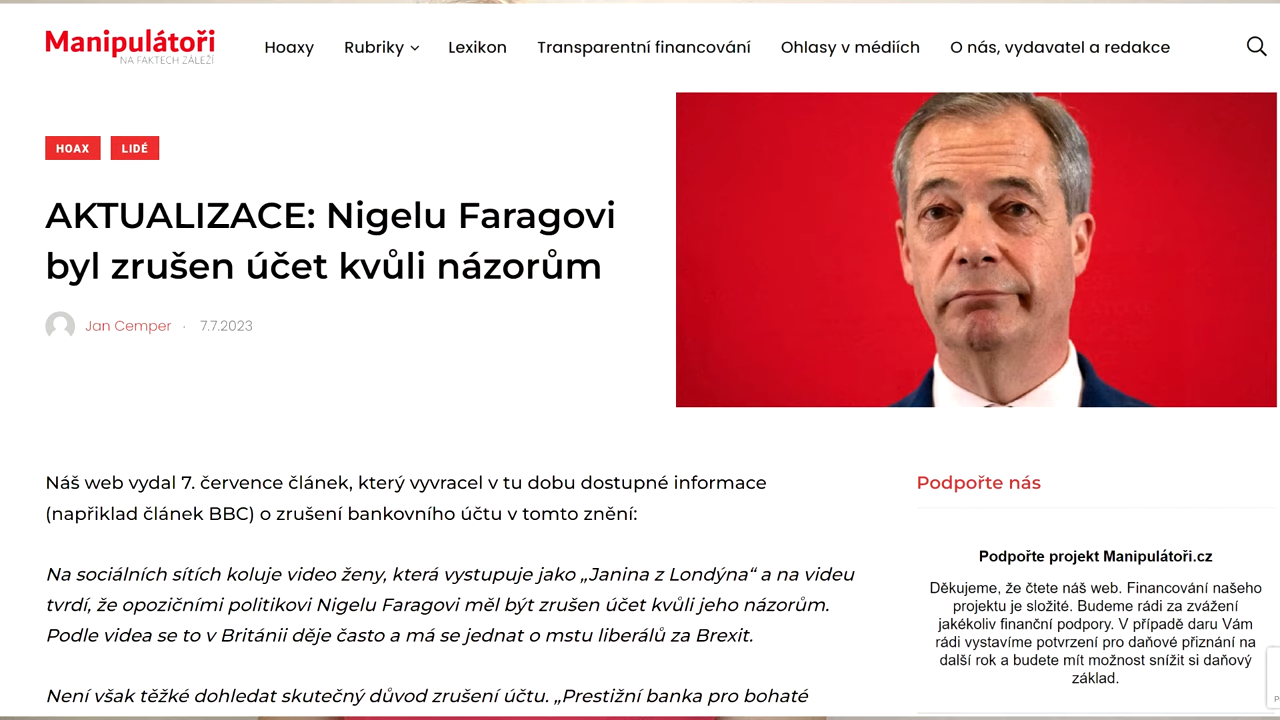 Manipulátoři
NA FAKTECH ZÁLEŽÍ
Hoaxy
Rubriky
Lexikon
Transparentní financování
Ohlasy v médiích
O nás, vydavatel a redakce
HOAX
LIDÉ
AKTUALIZACE: Nigelu Faragovi
byl zrušen účet kvůli názorům
Jan Cemper · 7.7.2023
Náš web vydal 7. července článek, který vyvracel v tu dobu dostupné informace
(napřiklad článek BBC) o zrušení bankovního účtu v tomto znění:
Na sociálních sítích koluje video ženy, která vystupuje jako „Janina z Londýna“ a na videu
tvrdí, že opozičními politikovi Nigelu Faragovi měl být zrušen účet kvůli jeho názorům.
Podle videa se to v Británii děje často a má se jednat o mstu liberálů za Brexit.
Není však těžké dohledat skutečný důvod zrušení účtu. „Prestižní banka pro bohaté
Podpořte nás
Podpořte projekt Manipulátoři.cz
Děkujeme, že čtete náš web. Financování našeho
projektu je složité. Budeme rádi za zvážení
jakékoliv finanční podpory. V případě daru Vám
rádi vystavíme potvrzení pro daňové přiznání na
další rok a budete mít možnost snížit si daňový
základ.